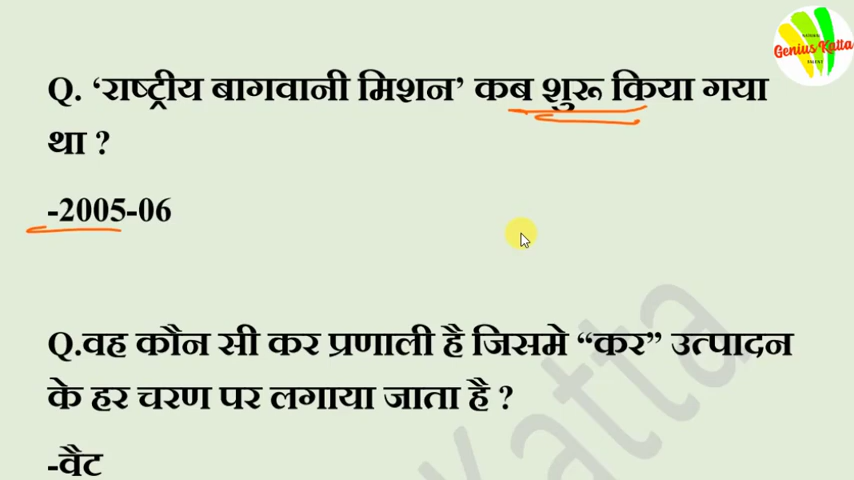 Genius Katta
Q. ‘राष्ट्रीय बागवानी मिशन’ कब शुरू किया गया
था ?
-2005-06
Q.वह कौन सी कर प्रणाली है जिसमे “कर” उत्पादन
के हर चरण पर लगाया जाता है ?
-वैट
Katta